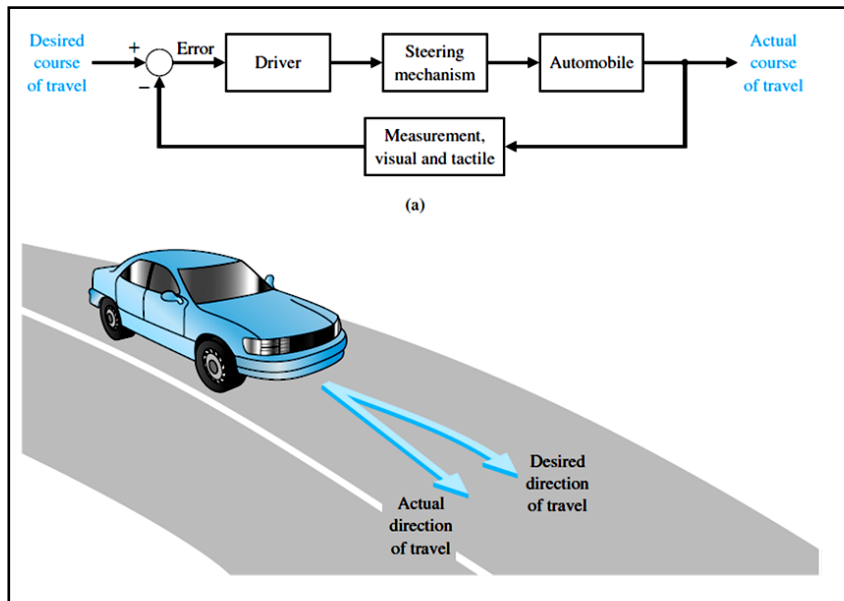 Desired
course
of travel
+
−
Error
Driver
Steering
mechanism
Automobile
Actual
course
of travel
Measurement,
visual and tactile
(a)
Desired
direction
of travel
Actual
direction
of travel